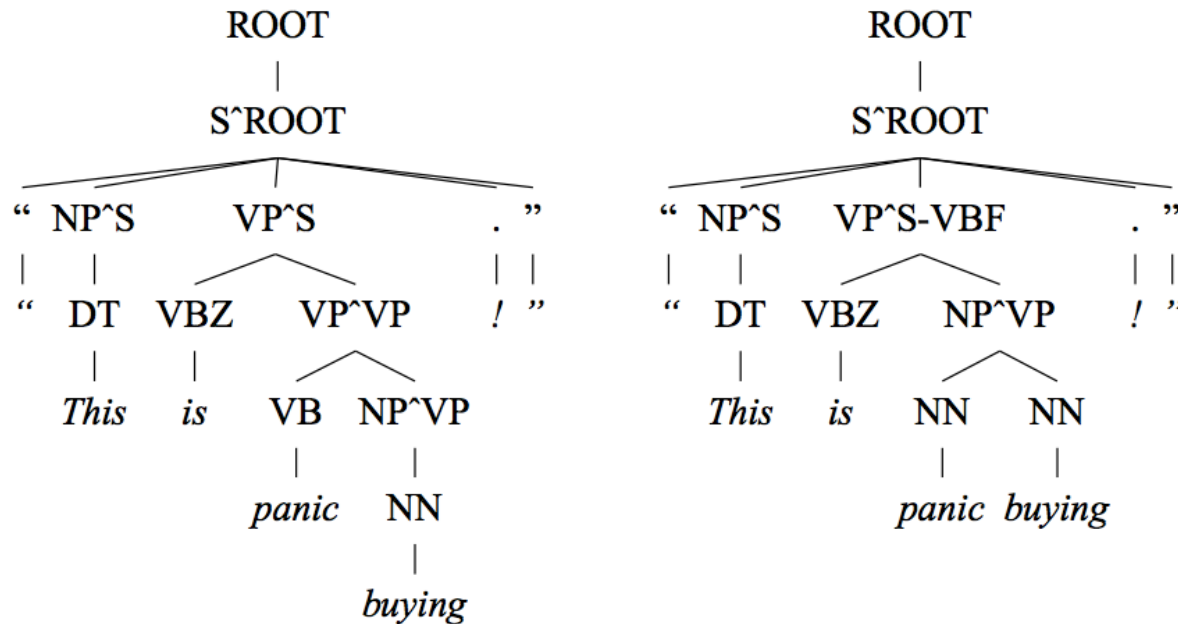 ROOT ROOT
S^ROOT S^ROOT
“ NP^S VP^S . ” “ NP^S VP^S-VBF . ”
“ DT VBZ VP^VP ! ” “ DT VBZ NP^VP ! ”
This is VB NP^VP This is NN NN
panic NN panic buying
buying